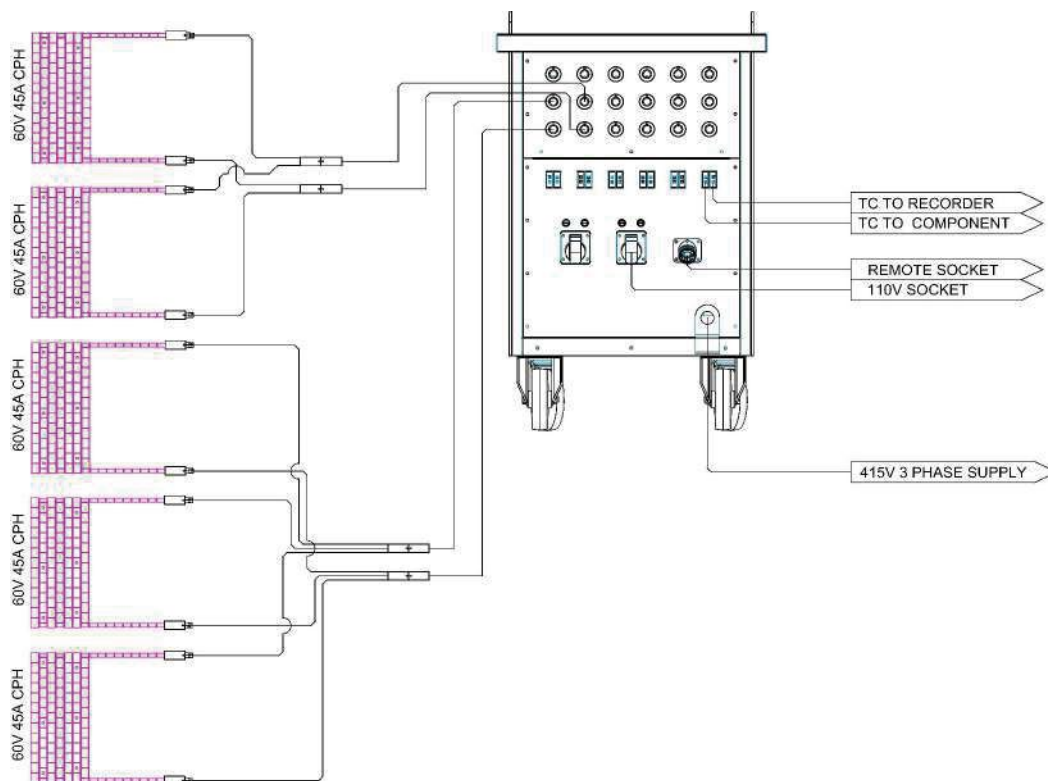 60V 45A CPH
60V 45A CPH
60V 45A CPH
60V 45A CPH
60V 45A CPH
TC TO RECORDER
TC TO COMPONENT
REMOTE SOCKET
110V SOCKET
415V 3 PHASE SUPPLY